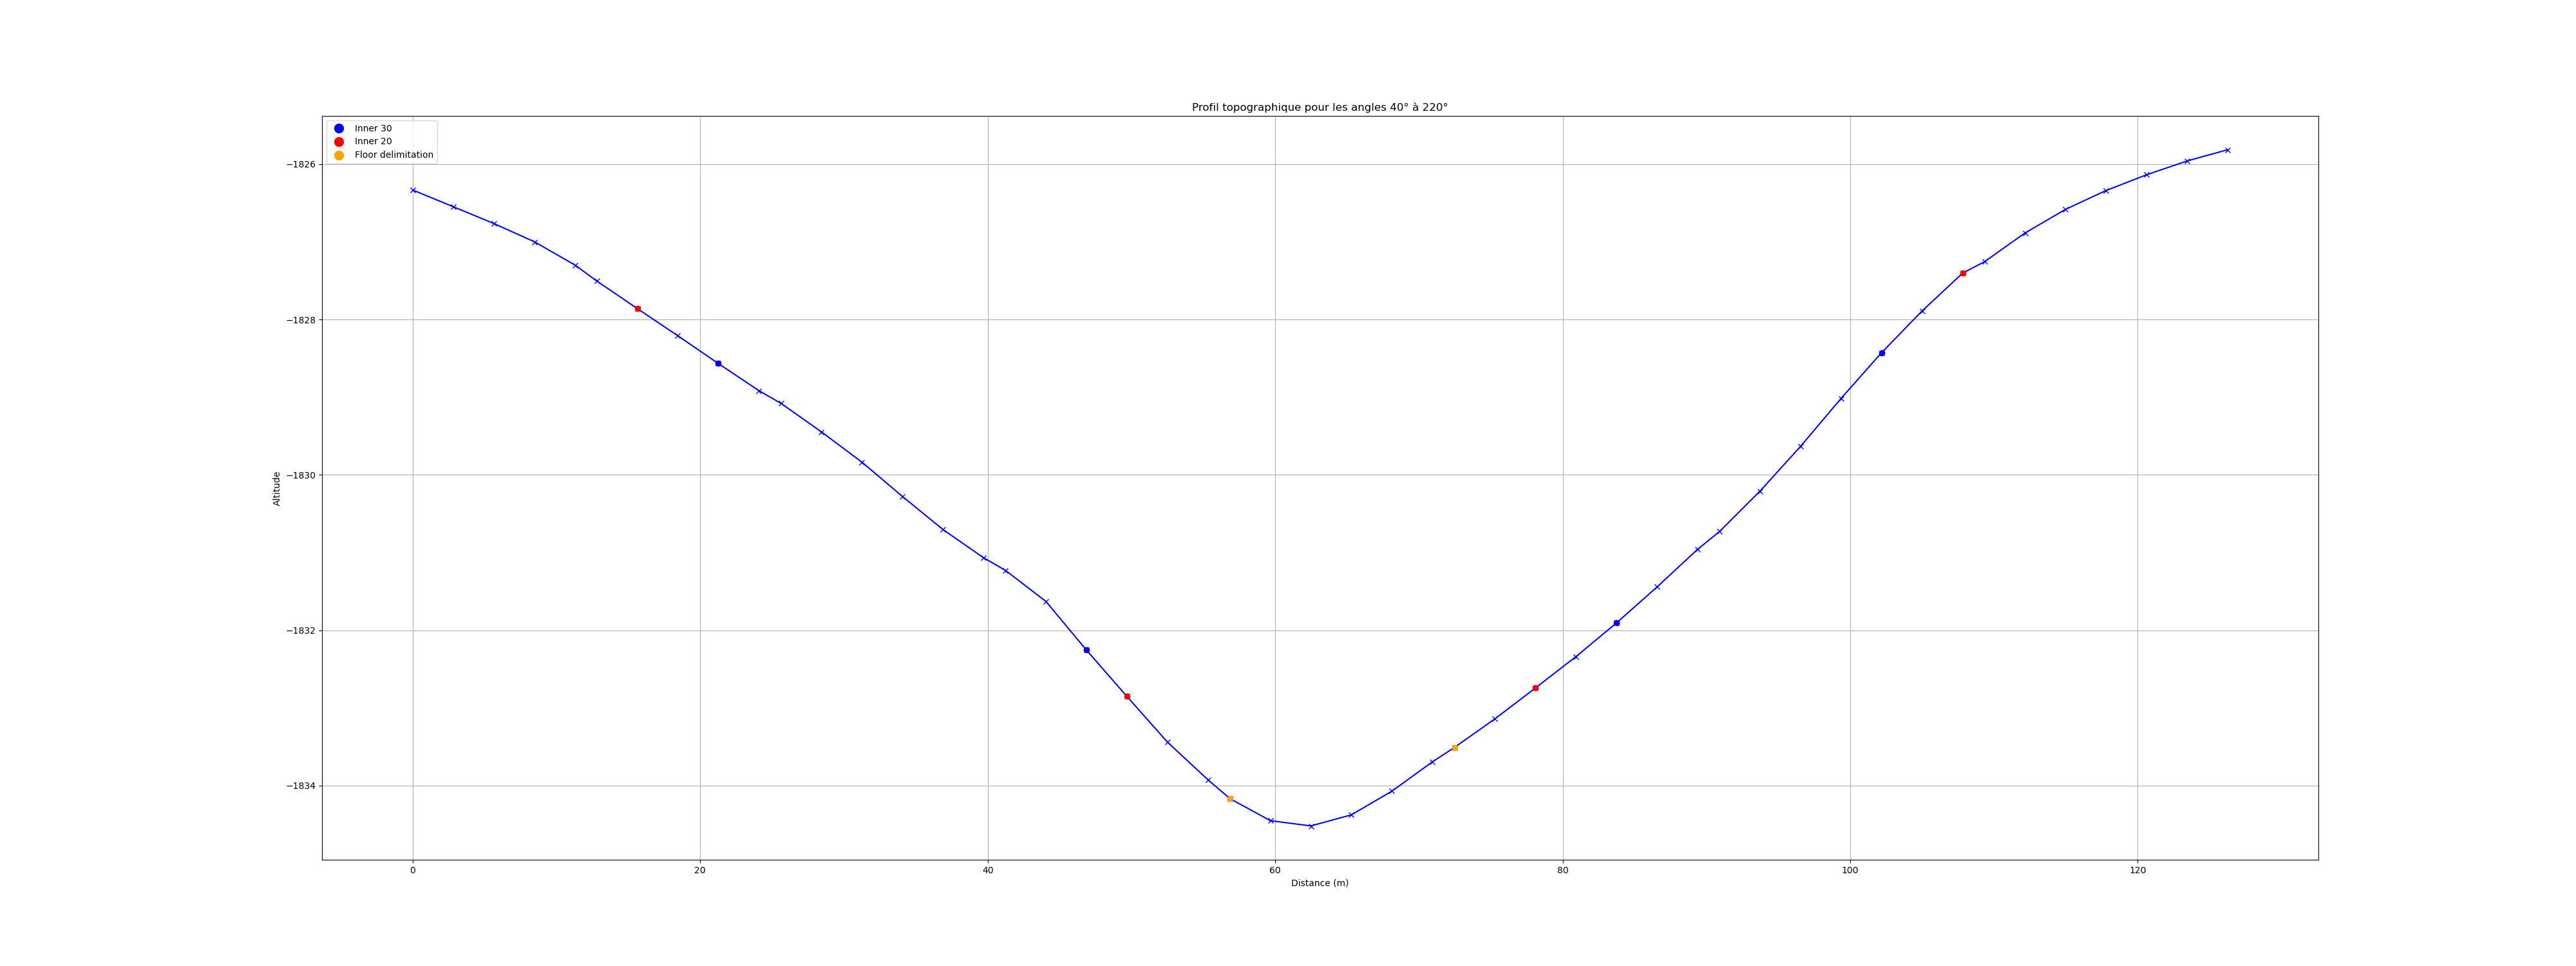 Profil topographique pour les angles 40° à 220°
Inner 30
Inner 20
Floor delimitation
−1826
−1828
−1830
−1832
−1834
Altitude
0 20 40 60 80 100 120
Distance (m)